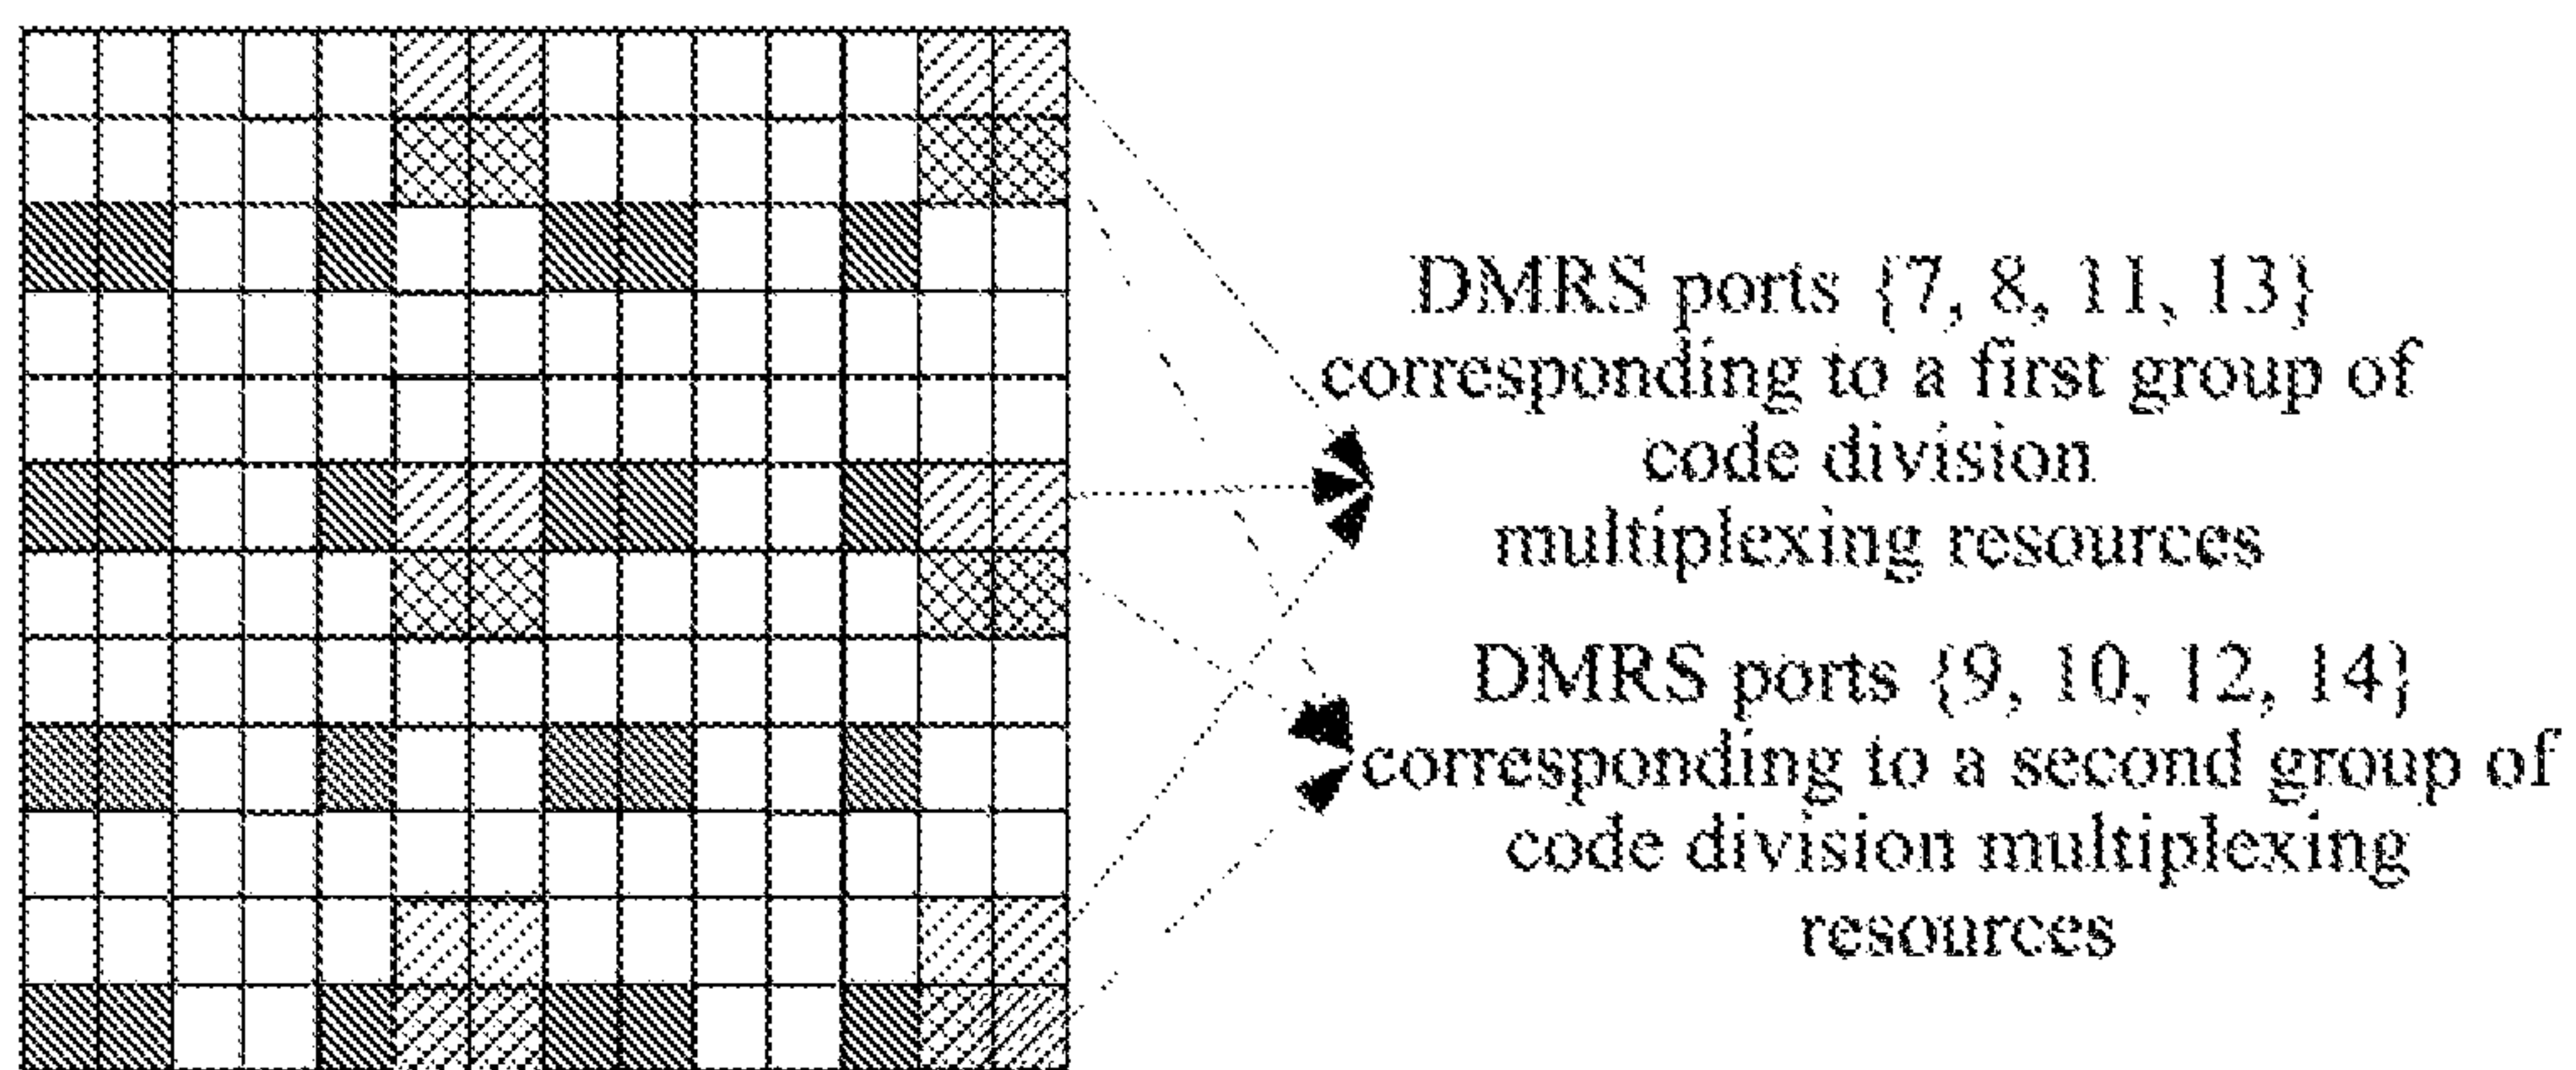 DMRS ports {7, 8, 11, 13}
corresponding to a first group of
code division
multiplexing resources
DMRS ports {9, 10, 12, 14}
corresponding to a second group of
code division multiplexing
resources